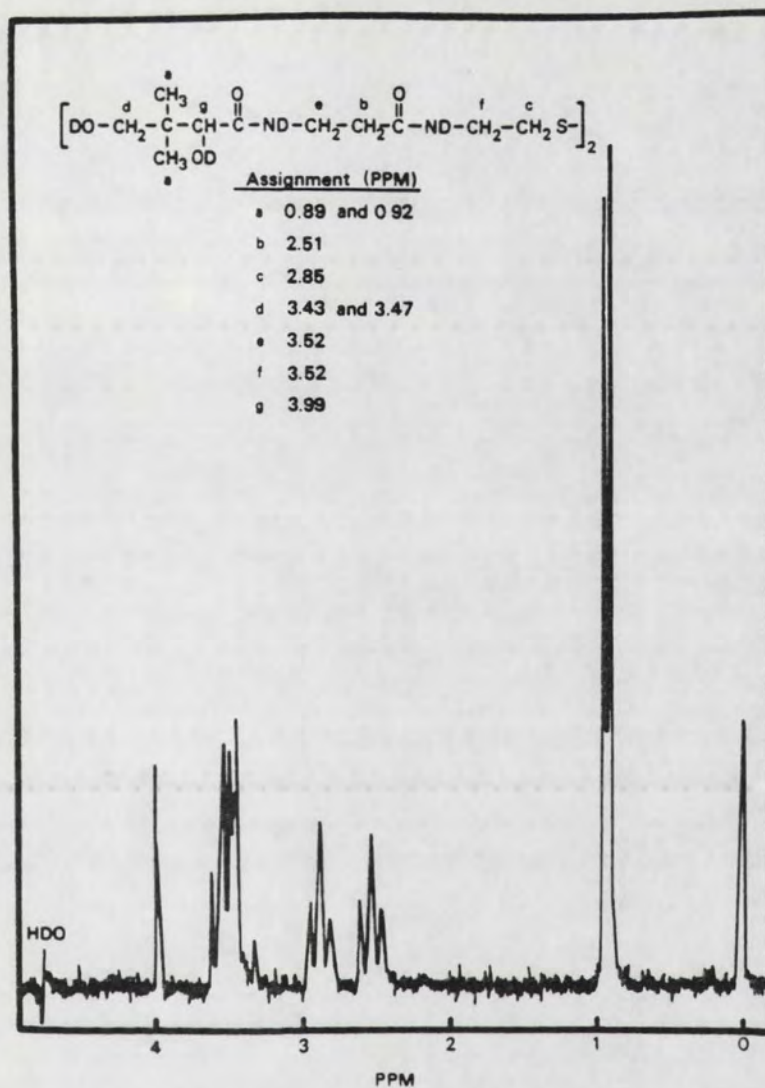 a d CH3 g O e b O f c
[DO-CH2-C-CH-C-ND-CH2-CH2-C-ND-CH2-CH2S-]2
CH3 OD
a
Assignment (PPM)
a 0.89 and 0 92
b 2.51
c 2.85
d 3.43 and 3.47
e 3.52
f 3.52
g 3.99
HDO
4 3 2 1 0
PPM